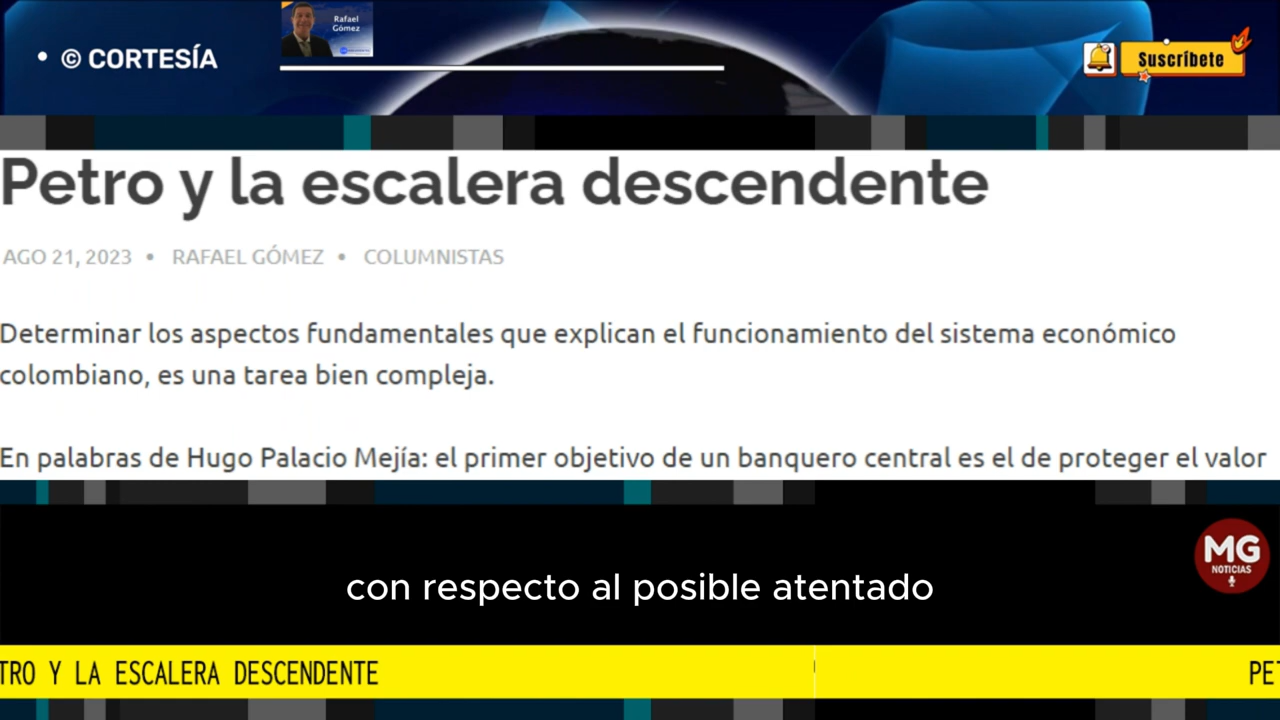 • © CORTESÍA
Rafael
Gómez
Suscríbete
Petro y la escalera descendente
AGO 21, 2023 • RAFAEL GÓMEZ • COLUMNISTAS
Determinar los aspectos fundamentales que explican el funcionamiento del sistema económico
colombiano, es una tarea bien compleja.
En palabras de Hugo Palacio Mejía: el primer objetivo de un banquero central es el de proteger el valor
MG
NOTICIAS
con respecto al posible atentado
TRO Y LA ESCALERA DESCENDENTE
PET